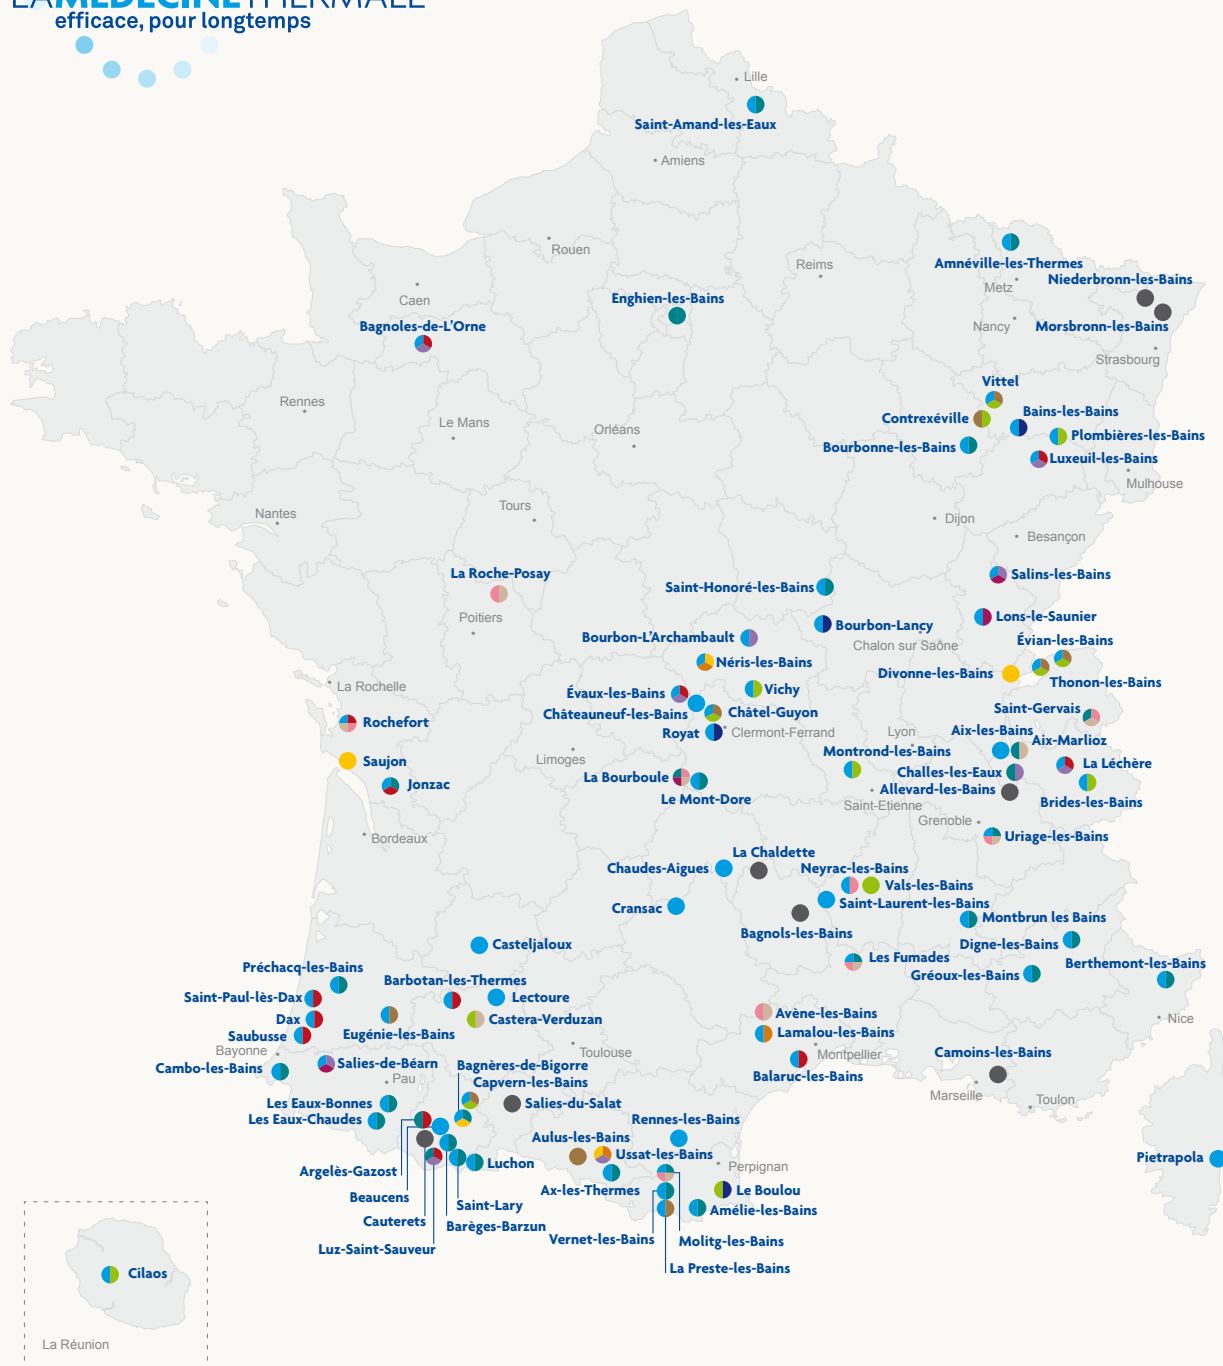 LAMÉDECINETHERMALE
efficace, pour longtemps
Lille
Saint-Amand-les-Eaux
Amiens
Rouen
Amnéville-les-Thermes
Reims
Niederbronn-les-Bains
Metz
Caen
Enghien-les-Bains
Bagnoles-de-L'Orne
Nancy
Morsbronn-les-Bains
Strasbourg
Vittel
Rennes
Bains-les-Bains
Contrexéville
Le Mans
Orléans
Plombières-les-Bains
Bourbonne-les-Bains
Luxeuil-les-Bains
Mulhouse
Tours
Nantes
Dijon
Besançon
La Roche-Posay
Salins-les-Bains
Saint-Honoré-les-Bains
Poitiers
Lons-le-Saunier
Bourbon-Lancy
Bourbon-L'Archambault
Évian-les-Bains
Chalon sur Saône
Néris-les-Bains
Divonne-les-Bains
Thonon-les-Bains
La Rochelle
Évaux-les-Bains
Vichy
Saint-Gervais
Châteauneuf-les-Bains
Châtel-Guyon
Rochefort
Royat
Clermont-Ferrand
Lyon
Aix-les-Bains
Aix-Marlioz
Montrond-les-Bains
Limoges
Saujon
La Léchère
Challes-les-Eaux
La Bourboule
Jonzac
Allevard-les-Bains
Le Mont-Dore
Brides-les-Bains
Saint-Etienne
Grenoble
Bordeaux
Uriage-les-Bains
La Chaldette
Chaudes-Aigues
Neyrac-les-Bains
Vals-les-Bains
Saint-Laurent-les-Bains
Cransac
Montbrun les Bains
Bagnols-les-Bains
Casteljaloux
Digne-les-Bains
Les Fumades
Berthemont-les-Bains
Préchacq-les-Bains
Gréoux-les-Bains
Barbotan-les-Thermes
Saint-Paul-lès-Dax
Lectoure
Avène-les-Bains
Dax
Castera-Verduzan
Nice
Eugénie-les-Bains
Lamalou-les-Bains
Saubusse
Bayonne
Toulouse
Montpellier
Camoins-les-Bains
Salies-de-Béarn
Bagnères-de-Bigorre
Cambo-les-Bains
Balaruc-les-Bains
Pau
Capvern-les-Bains
Marseille
Toulon
Les Eaux-Bonnes
Salies-du-Salat
Les Eaux-Chaudes
Rennes-les-Bains
Aulus-les-Bains
Ussat-les-Bains
Pietrapola
Luchon
Perpignan
Argelès-Gazost
Ax-les-Thermes
Le Boulou
Beaucens
Saint-Lary
Amélie-les-Bains
Cauterets
Barèges-Barzun
Vernet-les-Bains
Molitg-les-Bains
Luz-Saint-Sauveur
La Preste-les-Bains
Cilaos
La Réunion